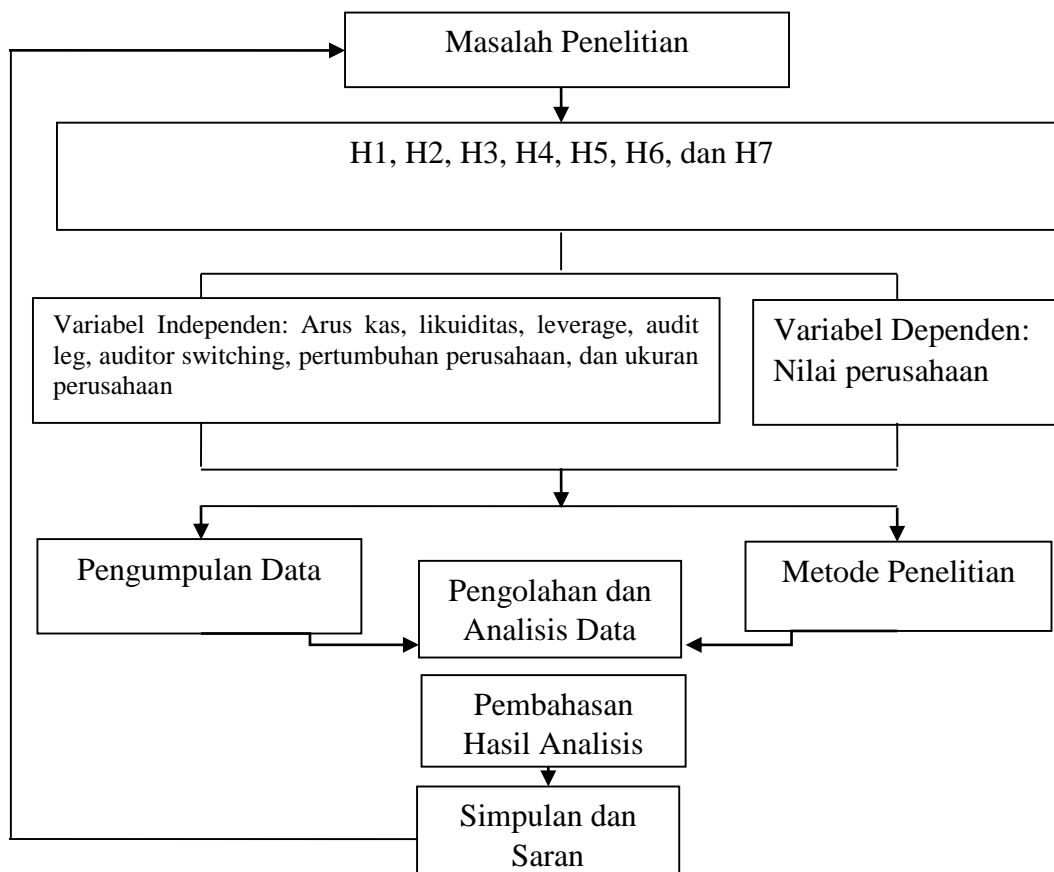 Masalah Penelitian
H1, H2, H3, H4, H5, H6, dan H7
Variabel Independen: Arus kas, likuiditas, leverage, audit
leg, auditor switching, pertumbuhan perusahaan, dan ukuran
perusahaan
Variabel Dependen:
Nilai perusahaan
Pengumpulan Data
Metode Penelitian
Pengolahan dan
Analisis Data
Pembahasan
Hasil Analisis
Simpulan dan
Saran